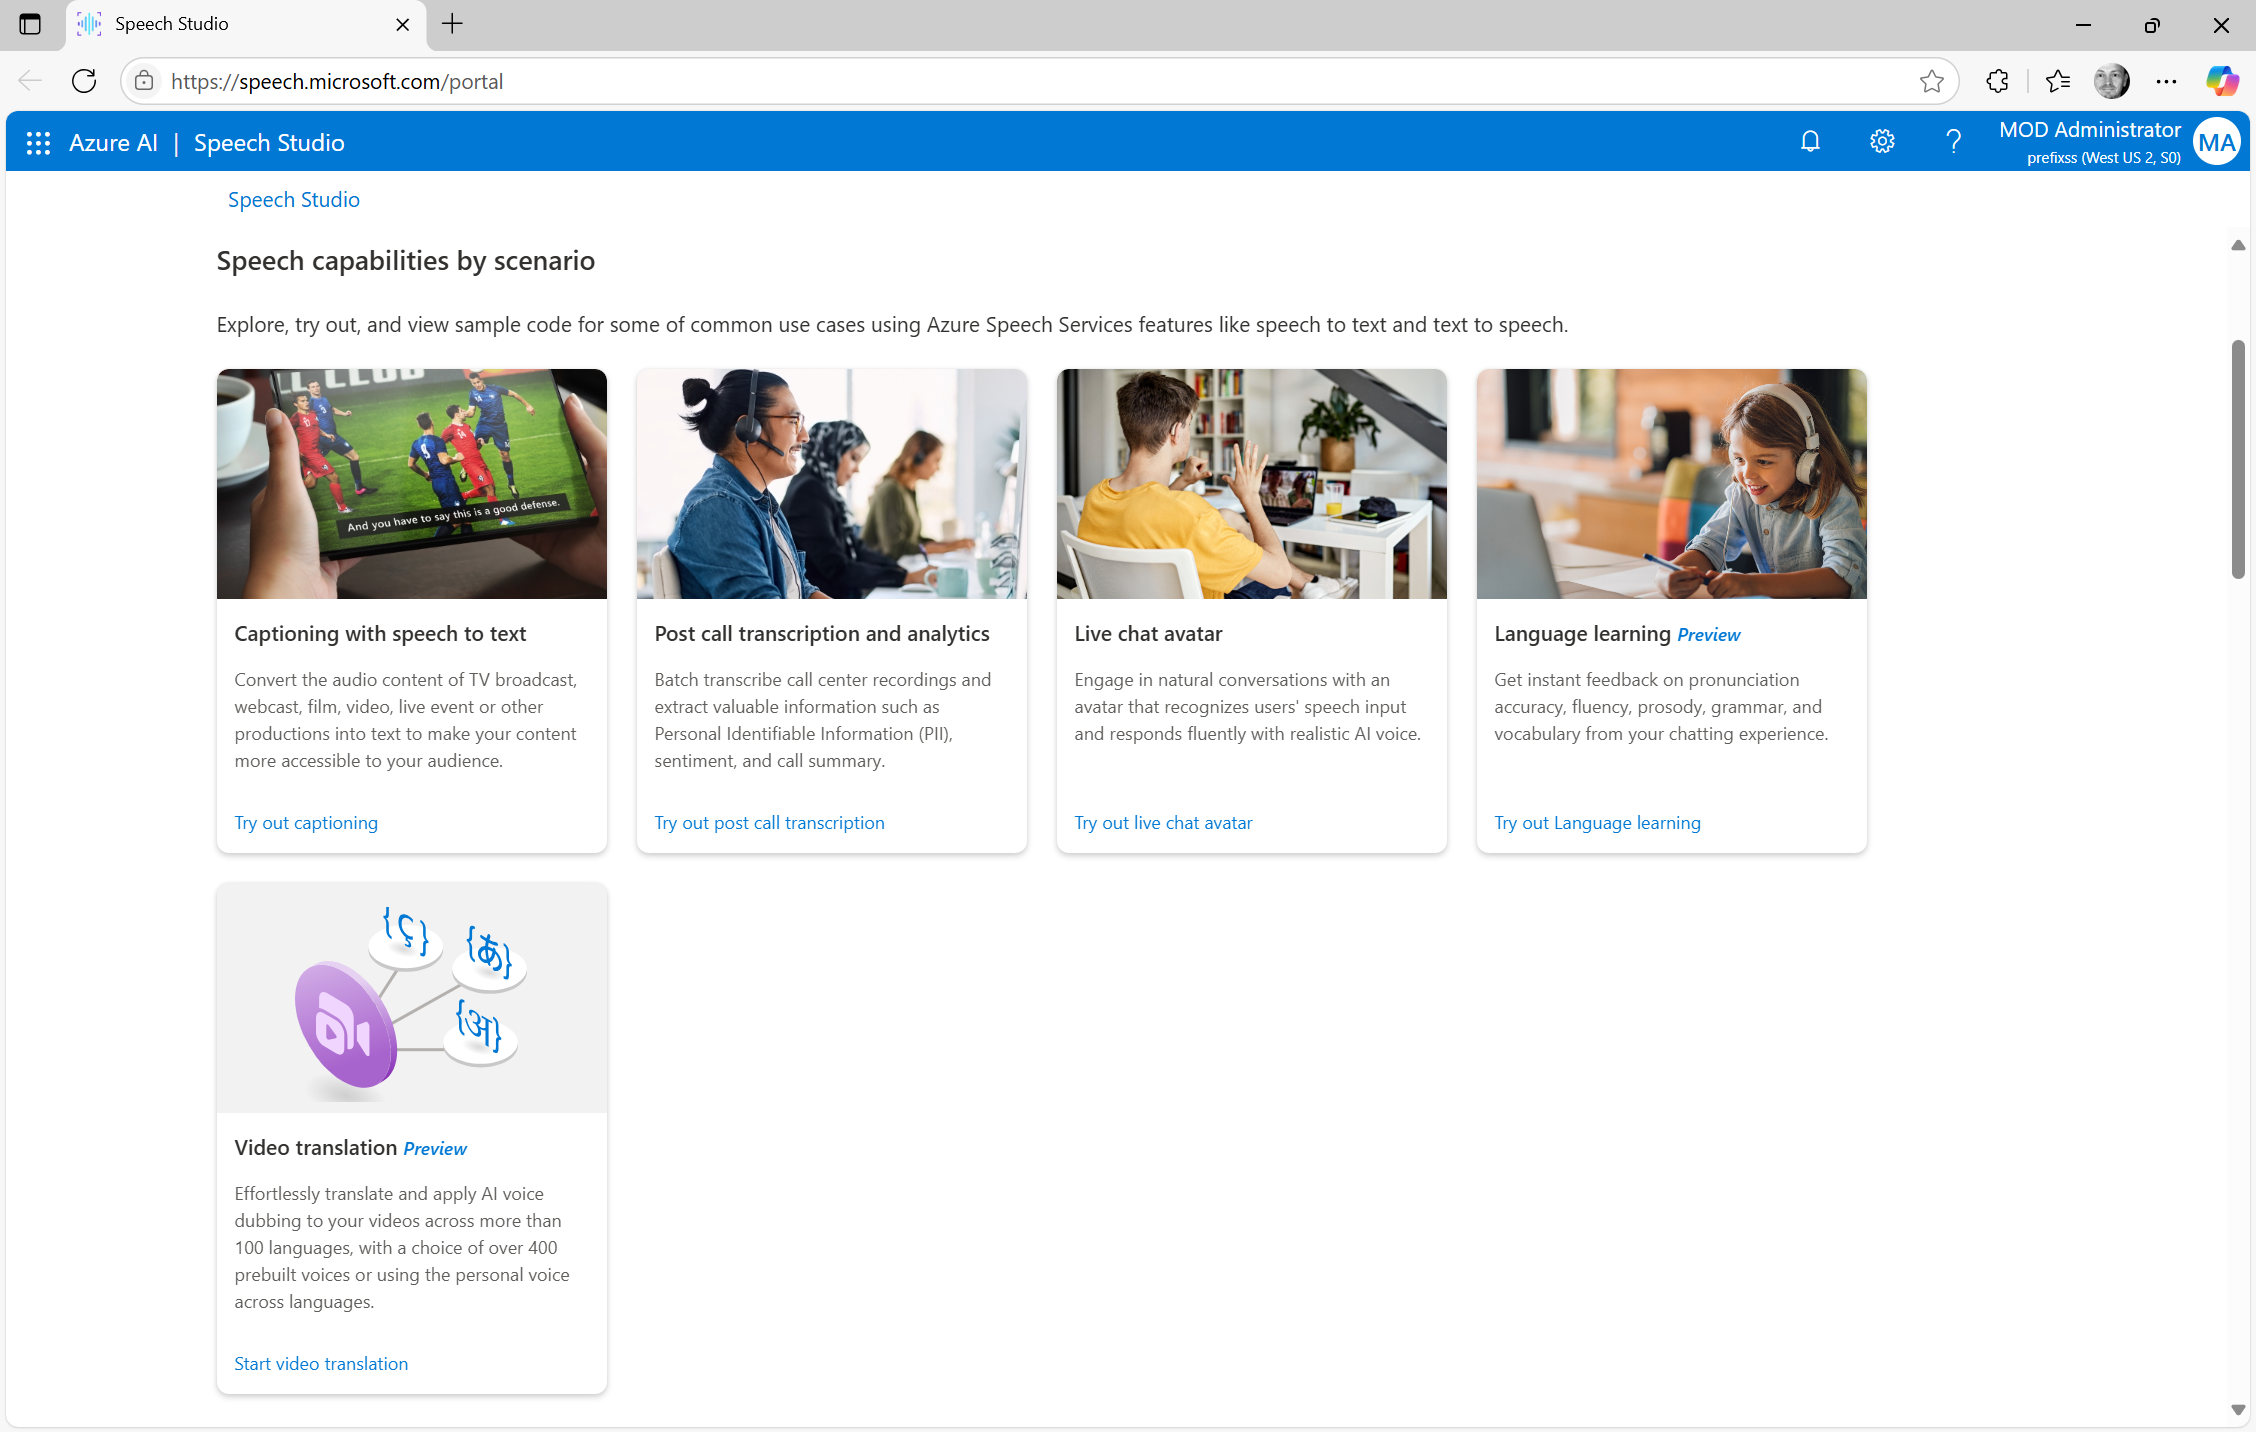 Speech Studio
https://speech.microsoft.com/portal
Azure AI | Speech Studio
MOD Administrator
prefixss (West US 2, S0)
MA
Speech Studio
Speech capabilities by scenario
Explore, try out, and view sample code for some of common use cases using Azure Speech Services features like speech to text and text to speech.
And you have to say this is a good defense.
Captioning with speech to text
Convert the audio content of TV broadcast,
webcast, film, video, live event or other
productions into text to make your content
more accessible to your audience.
Try out captioning
Post call transcription and analytics
Batch transcribe call center recordings and
extract valuable information such as
Personal Identifiable Information (PII),
sentiment, and call summary.
Try out post call transcription
Live chat avatar
Engage in natural conversations with an
avatar that recognizes users' speech input
and responds fluently with realistic AI voice.
Try out live chat avatar
Language learning Preview
Get instant feedback on pronunciation
accuracy, fluency, prosody, grammar, and
vocabulary from your chatting experience.
Try out Language learning
{ç}
{あ}
{अ}
Video translation Preview
Effortlessly translate and apply AI voice
dubbing to your videos across more than
100 languages, with a choice of over 400
prebuilt voices or using the personal voice
across languages.
Start video translation